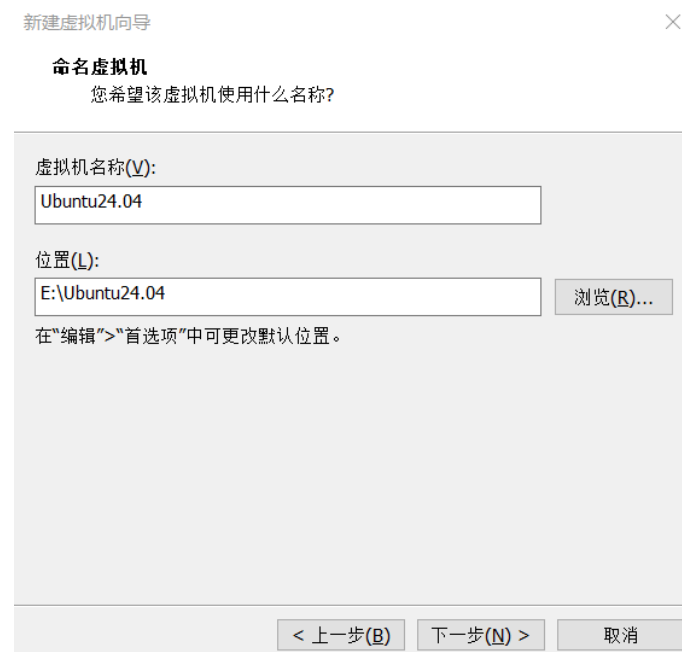 新建虚拟机向导
命名虚拟机
您希望该虚拟机使用什么名称?
虚拟机名称(V):
Ubuntu24.04
位置(L):
E:\Ubuntu24.04
浏览(R)...
在“编辑”>“首选项”中可更改默认位置。
< 上一步(B) 下一步(N) > 取消